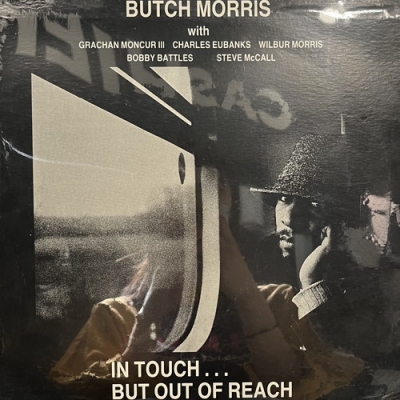 BUTCH MORRIS
with
GRACHAN MONCUR III CHARLES EUBANKS WILBUR MORRIS
BOBBY BATTLES STEVE McCALL
IN TOUCH . . .
BUT OUT OF REACH